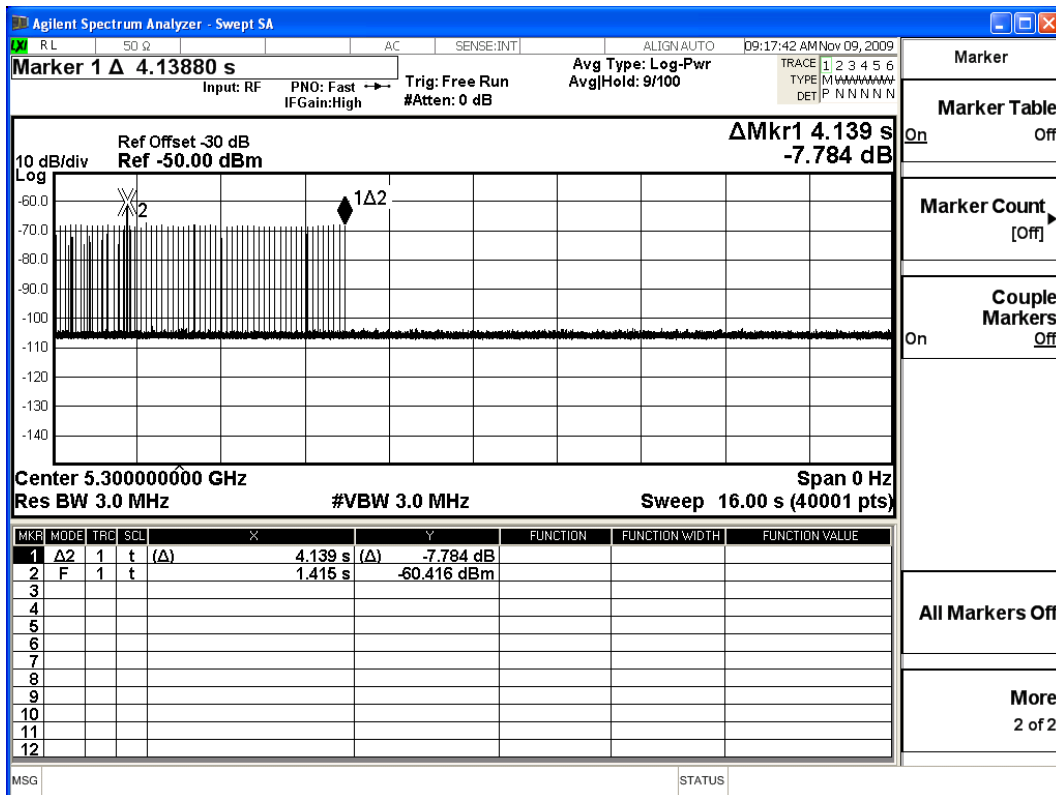 Agilent Spectrum Analyzer - Swept SA
LXI RL 50 Ω AC SENSE:INT ALIGN AUTO 09:17:42 AM Nov 09, 2009
Marker 1 Δ 4.13880 s
Input: RF PNO: Fast Trig: Free Run Avg Type: Log-Pwr TRACE 1 2 3 4 5 6
IFGain:High #Atten: 0 dB Avg|Hold: 9/100 TYPE M WWWWW
DET P N N N N N
Ref Offset -30 dB ΔMkr1 4.139 s
10 dB/div Ref -50.00 dBm -7.784 dB
Log
-60.0
2
1Δ2
-70.0
-80.0
-90.0
-100
-110
-120
-130
-140
Center 5.300000000 GHz Span 0 Hz
Res BW 3.0 MHz #VBW 3.0 MHz Sweep 16.00 s (40001 pts)
MKR MODE TRC SCL X Y FUNCTION FUNCTION WIDTH FUNCTION VALUE
1 Δ2 1 t (Δ) 4.139 s (Δ) -7.784 dB
2 F 1 t 1.415 s -60.416 dBm
3
4
5
6
7
8
9
10
11
12
MSG STATUS
Marker
Marker Table
On Off
Marker Count
[Off]
Couple
Markers
On Off
All Markers Off
More
2 of 2